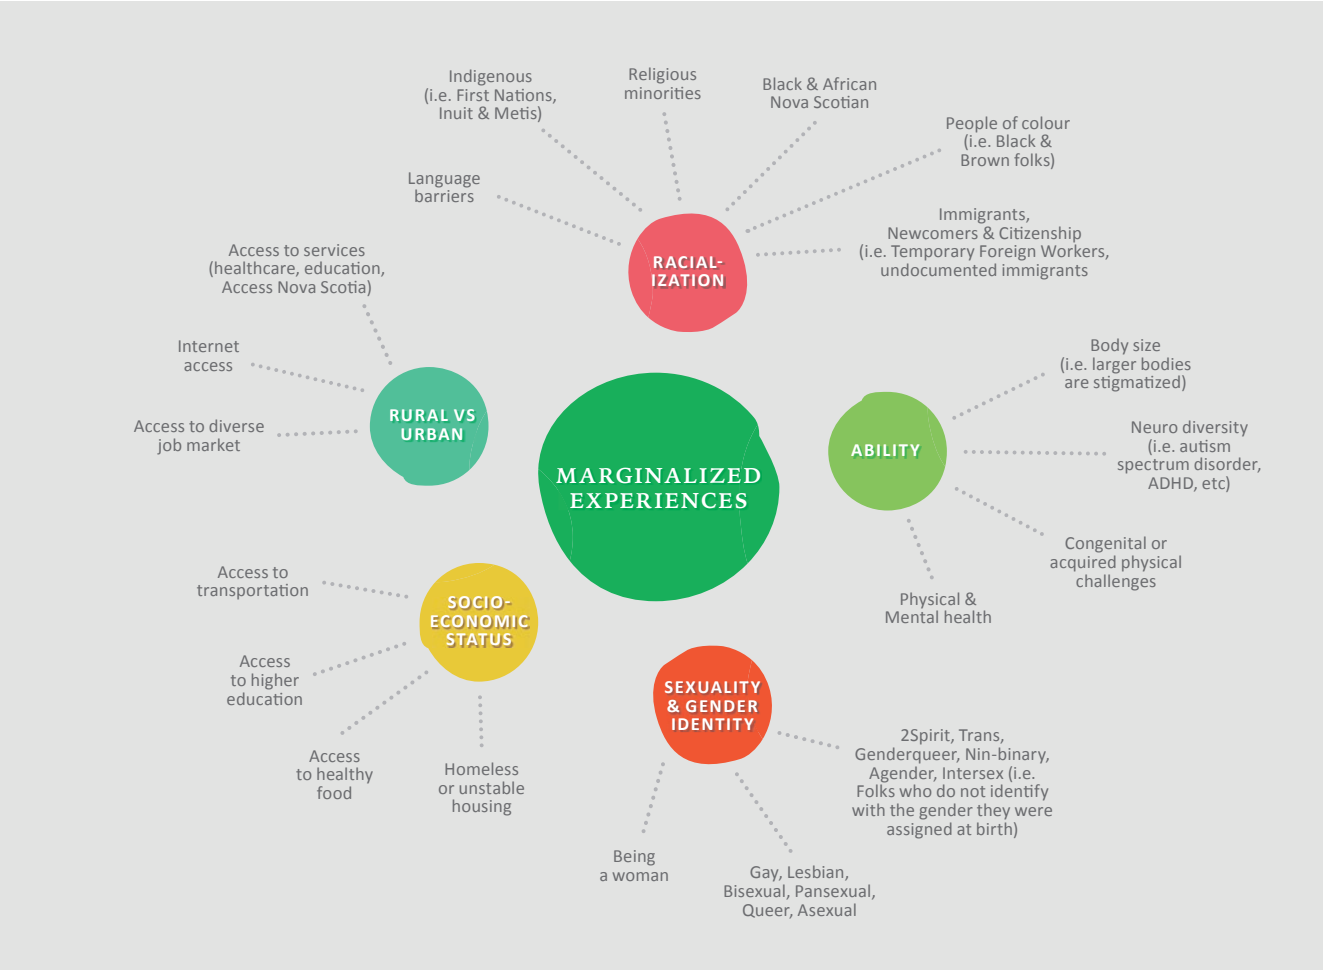 Indigenous
(i.e. First Nations,
Inuit & Metis)
Religious
minorities
Black & African
Nova Scotian
People of colour
(i.e. Black &
Brown folks)
Language
barriers
Immigrants,
Newcomers & Citizenship
(i.e. Temporary Foreign Workers,
undocumented immigrants
RACIAL-
IZATION
Access to services
(healthcare, education,
Access Nova Scotia)
Internet
access
Access to diverse
job market
RURAL VS
URBAN
MARGINALIZED
EXPERIENCES
ABILITY
Body size
(i.e. larger bodies
are stigmatized)
Neuro diversity
(i.e. autism
spectrum disorder,
ADHD, etc)
Congenital or
acquired physical
challenges
Physical &
Mental health
Access to
transportation
SOCIO-
ECONOMIC
STATUS
Access
to higher
education
Access
to healthy
food
Homeless
or unstable
housing
SEXUALITY
& GENDER
IDENTITY
2Spirit, Trans,
Genderqueer, Nin-binary,
Agender, Intersex (i.e.
Folks who do not identify
with the gender they were
assigned at birth)
Being
a woman
Gay, Lesbian,
Bisexual, Pansexual,
Queer, Asexual